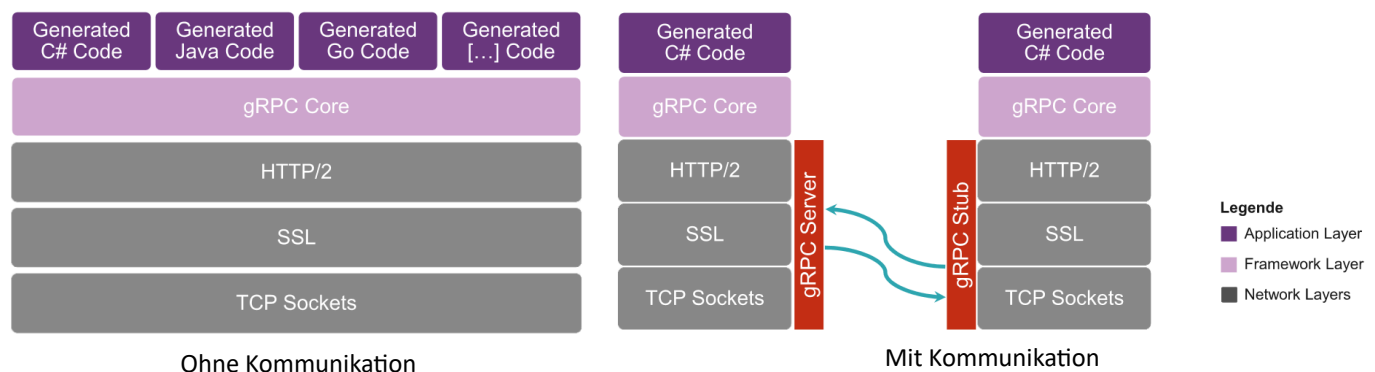 Generated
C# Code
Generated
Java Code
Generated
Go Code
Generated
[...] Code
gRPC Core
HTTP/2
SSL
TCP Sockets
Ohne Kommunikation
Generated
C# Code
gRPC Core
HTTP/2
SSL
TCP Sockets
gRPC Server
gRPC Stub
Generated
C# Code
gRPC Core
HTTP/2
SSL
TCP Sockets
Mit Kommunikation
Legende
Application Layer
Framework Layer
Network Layers